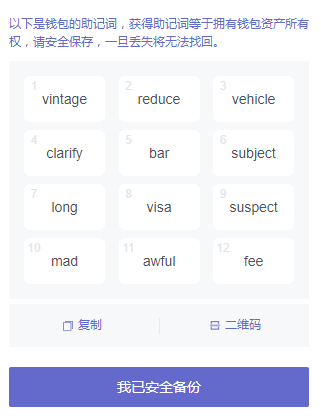 以下是钱包的助记词，获得助记词等于拥有钱包资产所有
权，请安全保存，一旦丢失将无法找回。
1 vintage 2 reduce 3 vehicle
4 clarify 5 bar 6 subject
7 long 8 visa 9 suspect
10 mad 11 awful 12 fee
复制 二维码
我已安全备份